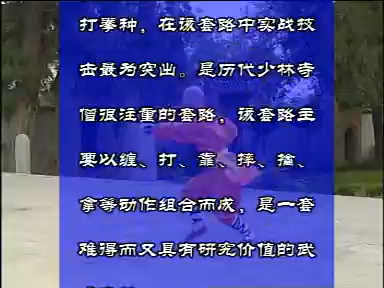 打拳种，在该套路中实战技
击最为突出。是历代少林寺
僧很注重的套路，该套路主
要以缠、打、靠、摔、擒、
拿等动作组合而成，是一套
难得而又具有研究价值的武